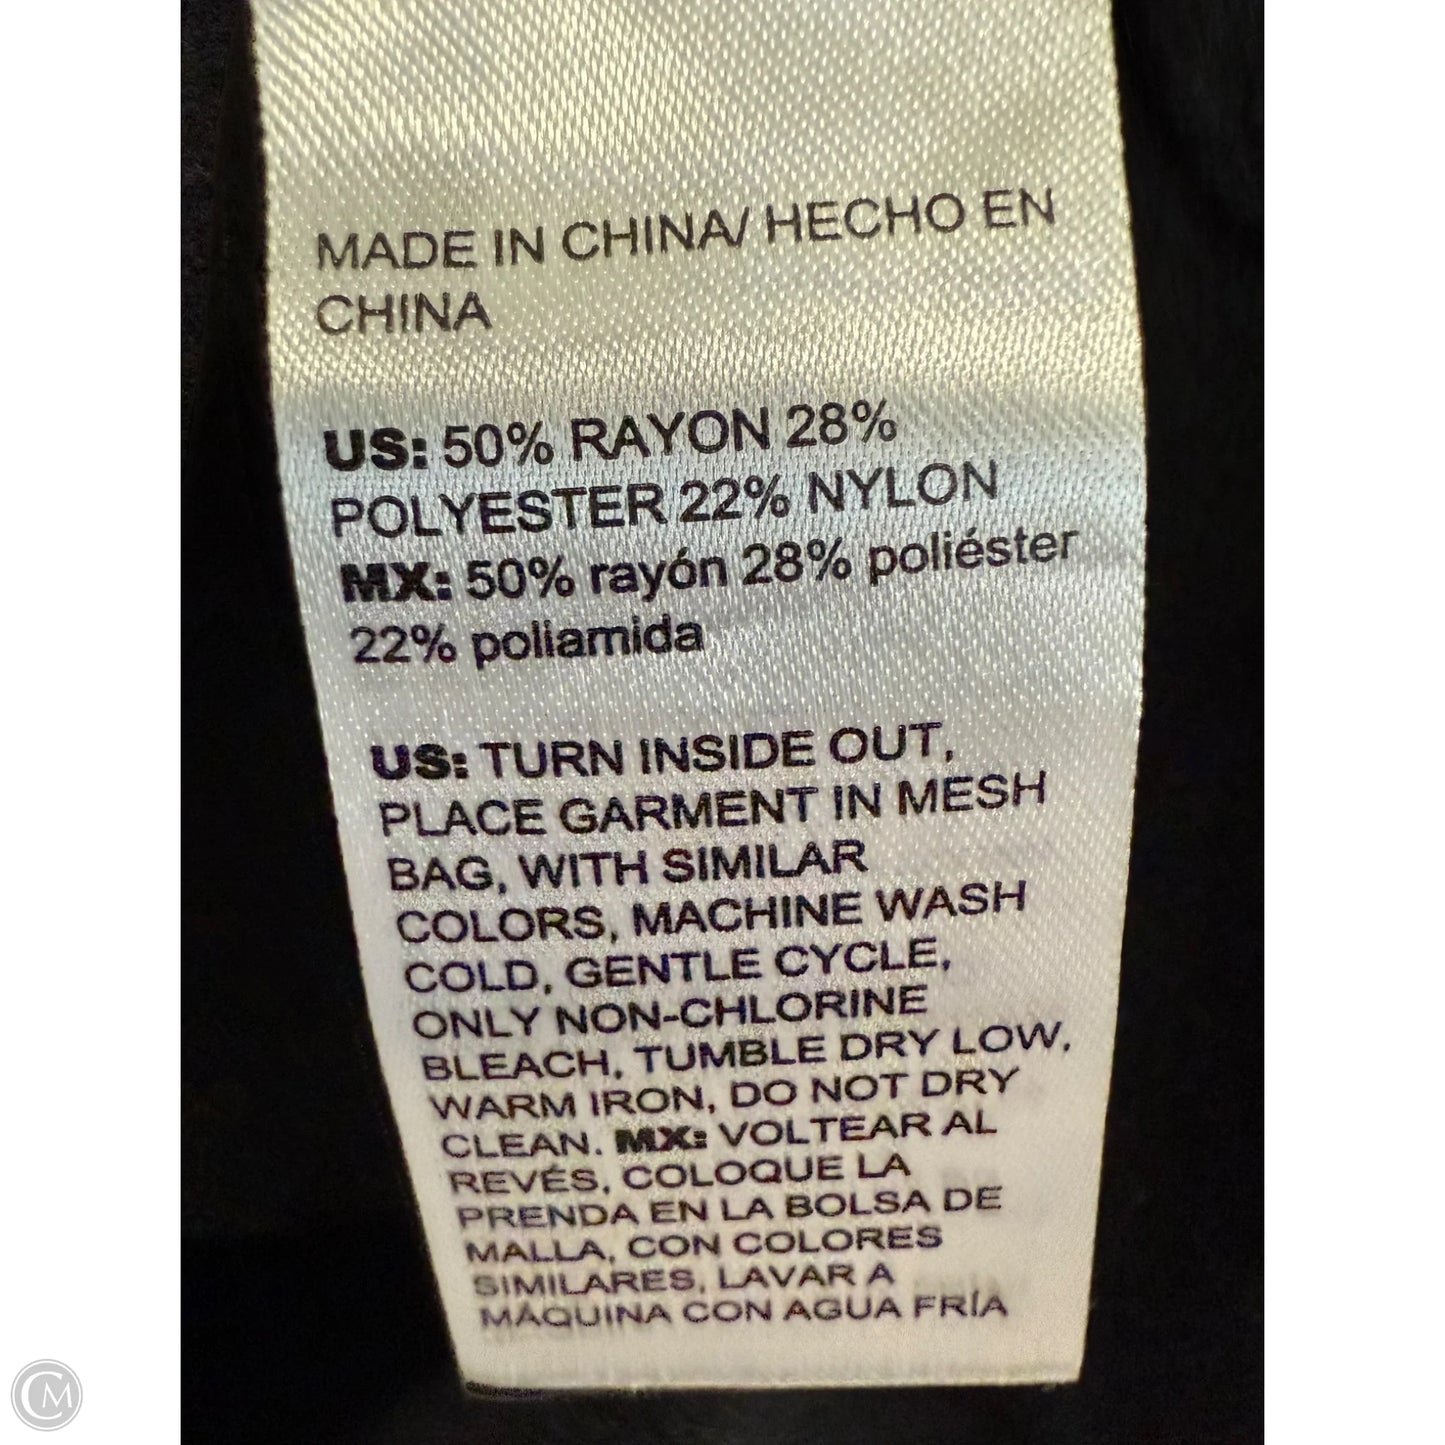 MADE IN CHINA/ HECHO EN
CHINA
US: 50% RAYON 28%
POLYESTER 22% NYLON
MX: 50% rayón 28% poliéster
22% poliamida
US: TURN INSIDE OUT,
PLACE GARMENT IN MESH
BAG, WITH SIMILAR
COLORS, MACHINE WASH
COLD, GENTLE CYCLE,
ONLY NON-CHLORINE
BLEACH, TUMBLE DRY LOW,
WARM IRON, DO NOT DRY
CLEAN. MX: VOLTEAR AL
REVÉS, COLOQUE LA
PRENDA EN LA BOLSA DE
MALLA, CON COLORES
SIMILARES, LAVAR A
MÁQUINA CON AGUA FRÍA
CM